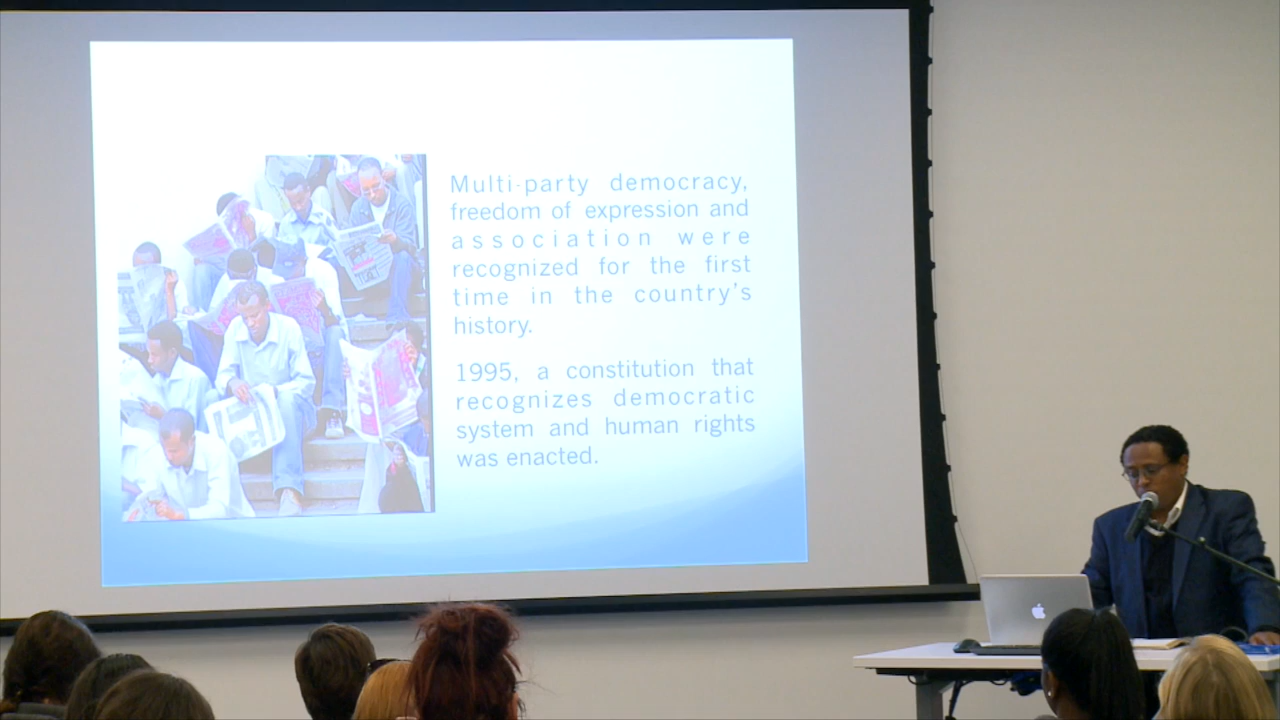 Multi-party democracy,
freedom of expression and
association were
recognized for the first
time in the country's
history.
1995, a constitution that
recognizes democratic
system and human rights
was enacted.